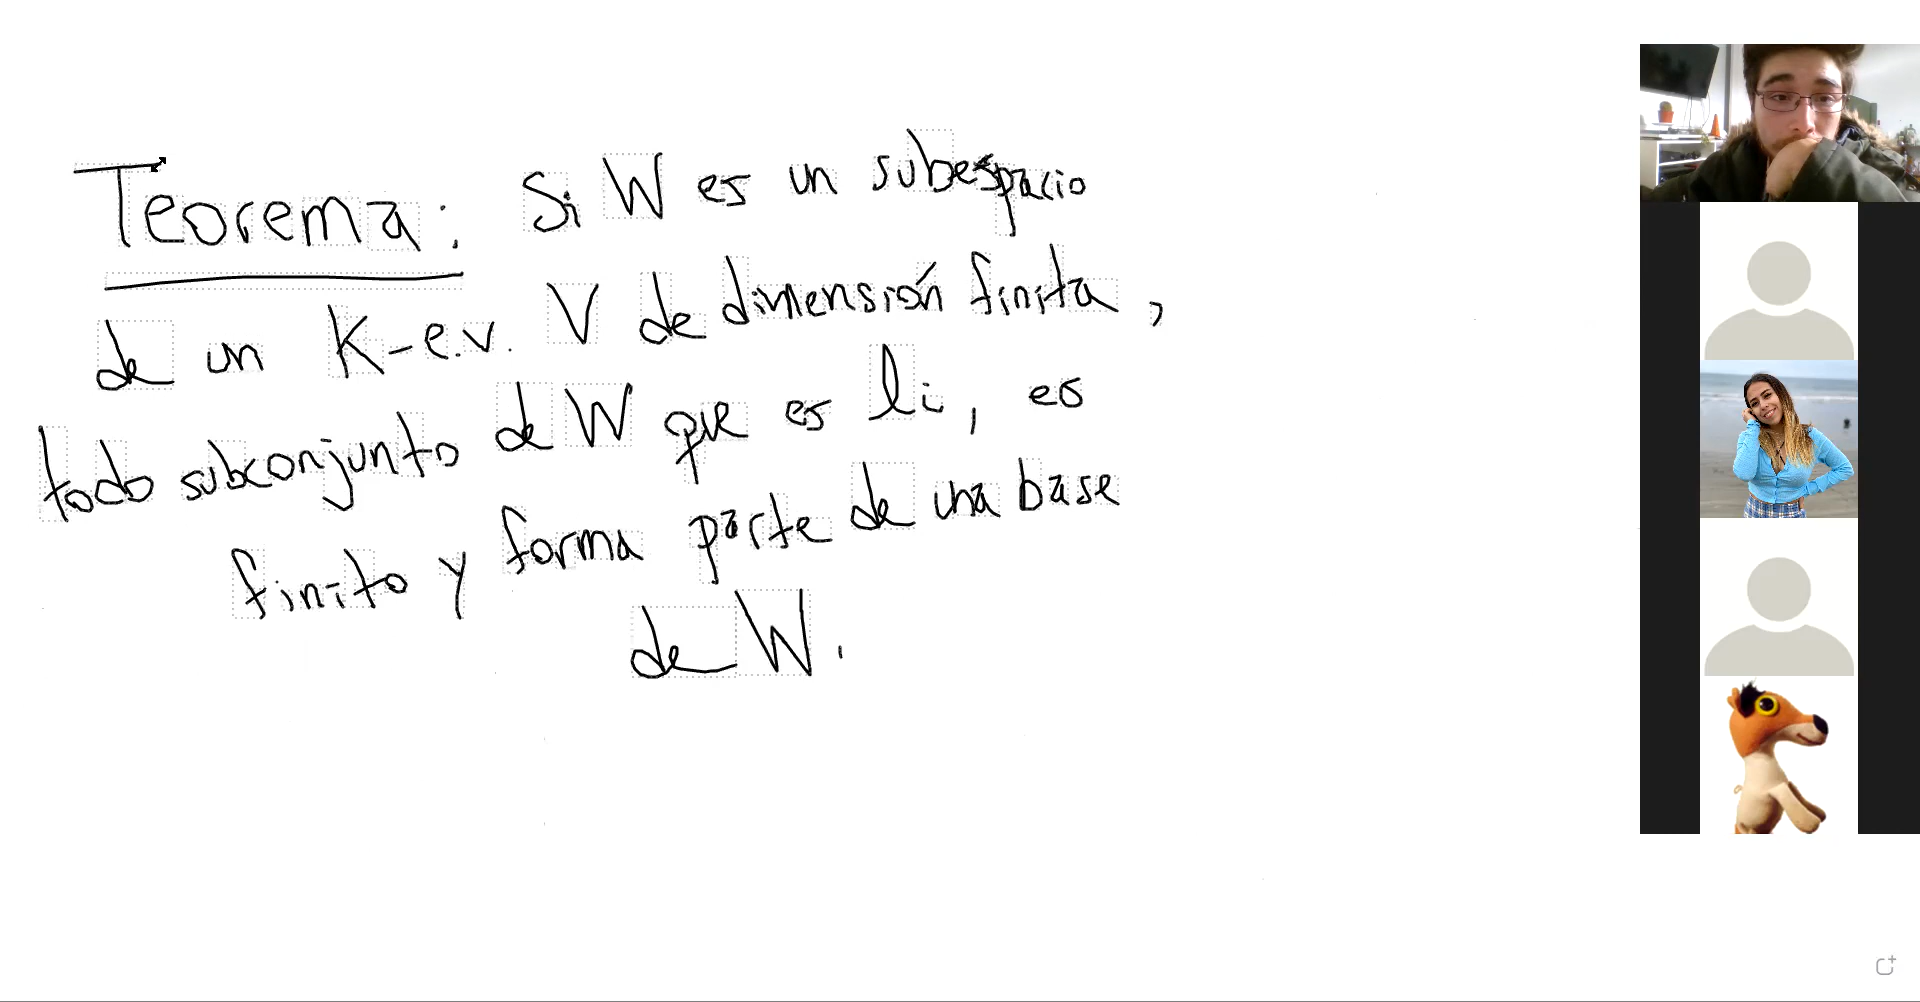 Teorema: Si W es un subespacio
de un K-e.v. V de dimensión finita,
todo subconjunto de W que es li, es
finito y forma parte de una base
de W.